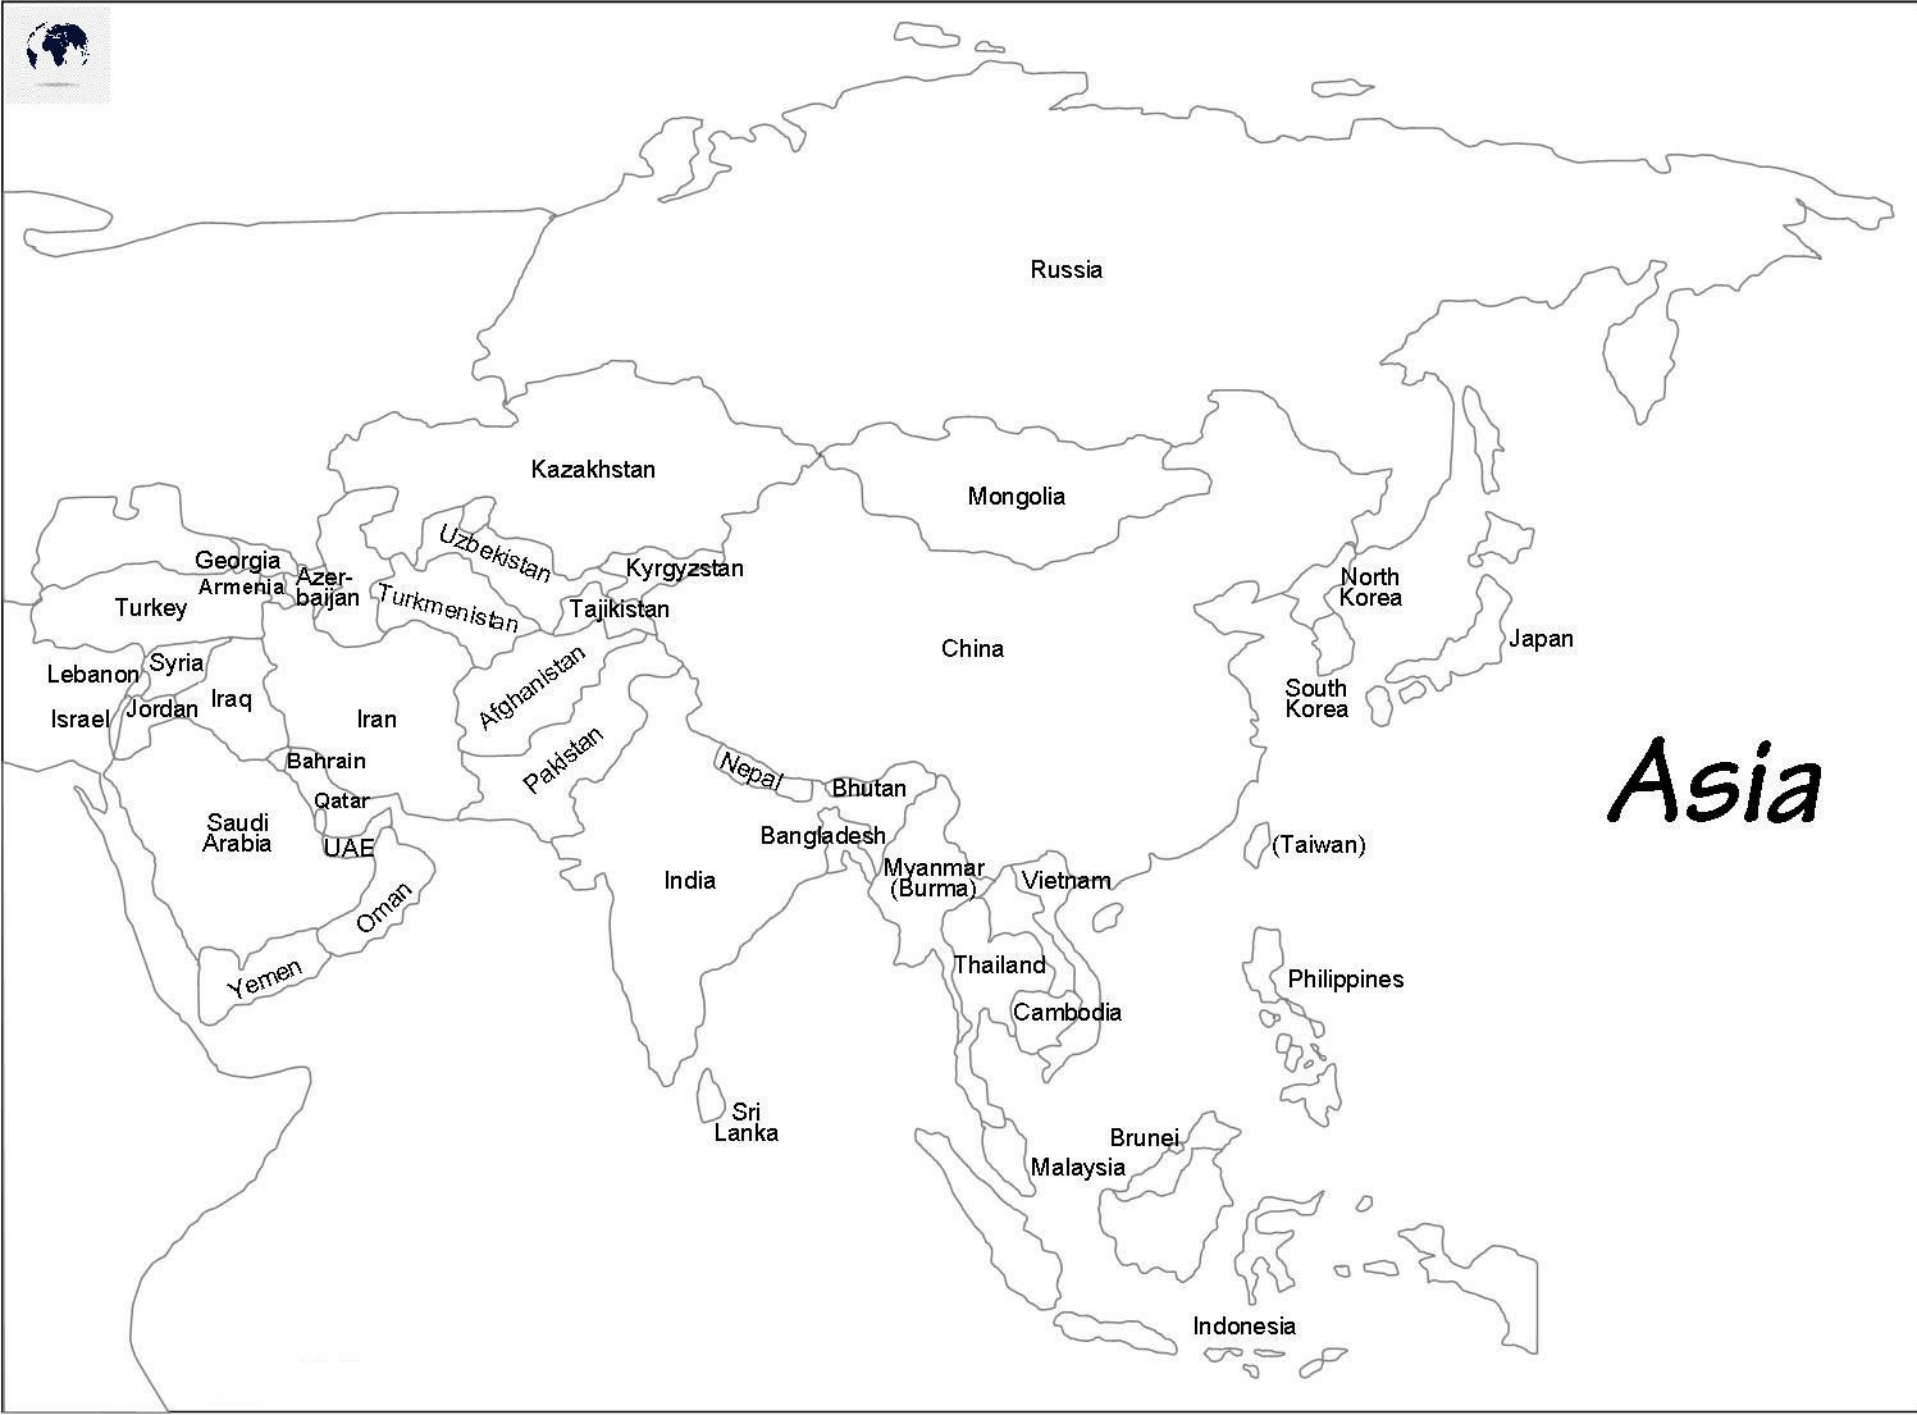 Russia
Kazakhstan
Mongolia
Uzbekistan
Georgia
Kyrgyzstan
Azer-
baijan
Armenia
North
Korea
Turkmenistan
Turkey
Tajikistan
Japan
China
Syria
Lebanon
Afghanistan
South
Korea
Iraq
Jordan
Israel
Iran
Pakistan
Bahrain
Nepal
Asia
Bhutan
Qatar
Saudi
Arabia
Bangladesh
UAE
(Taiwan)
Myanmar
(Burma)
India
Vietnam
Oman
Thailand
Yemen
Philippines
Cambodia
Sri
Lanka
Brunei
Malaysia
Indonesia